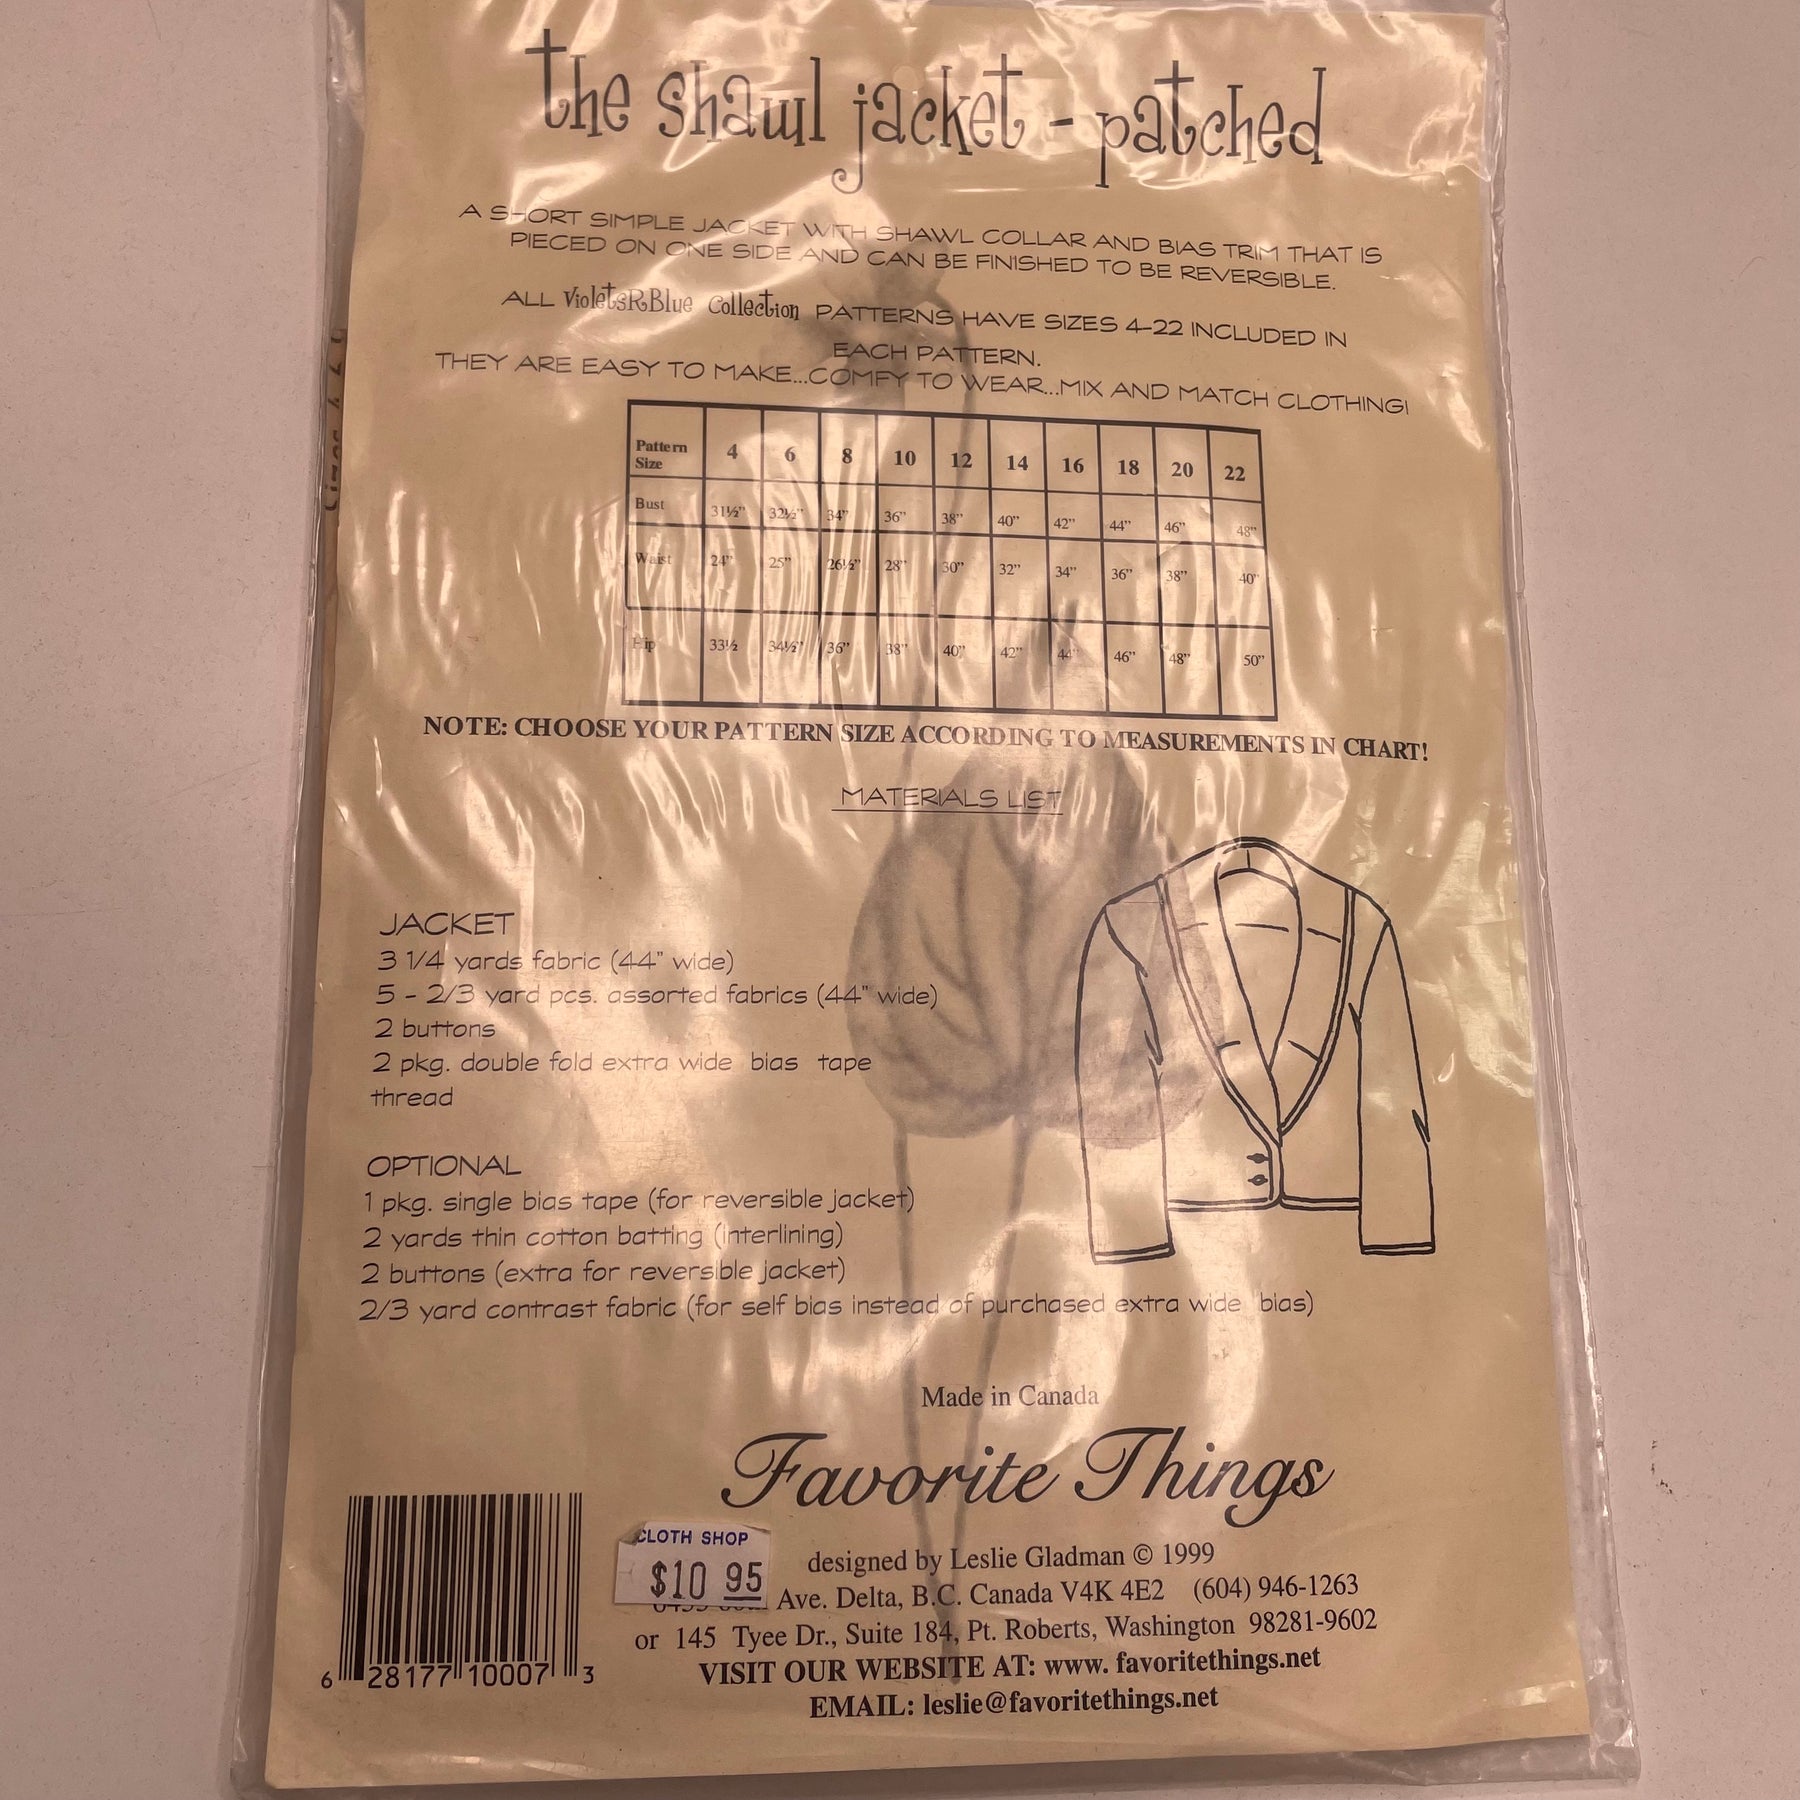 the shawl jacket - patched
A SHORT SIMPLE JACKET WITH SHAWL COLLAR AND BIAS TRIM THAT IS
PIECED ON ONE SIDE AND CAN BE FINISHED TO BE REVERSIBLE.
ALL VioletsRBlue Collection PATTERNS HAVE SIZES 4-22 INCLUDED IN
EACH PATTERN.
THEY ARE EASY TO MAKE...COMFY TO WEAR...MIX AND MATCH CLOTHING!
Pattern Size 4 6 8 10 12 14 16 18 20 22
Bust 31½" 32½" 34" 36" 38" 40" 42" 44" 46" 48"
Waist 24" 25" 26½" 28" 30" 32" 34" 36" 38" 40"
Hip 33½ 34½" 36" 38" 40" 42" 44" 46" 48" 50"
NOTE: CHOOSE YOUR PATTERN SIZE ACCORDING TO MEASUREMENTS IN CHART!
MATERIALS LIST
JACKET
3 1/4 yards fabric (44" wide)
5 - 2/3 yard pcs. assorted fabrics (44" wide)
2 buttons
2 pkg. double fold extra wide bias tape
thread
OPTIONAL
1 pkg. single bias tape (for reversible jacket)
2 yards thin cotton batting (interlining)
2 buttons (extra for reversible jacket)
2/3 yard contrast fabric (for self bias instead of purchased extra wide bias)
Made in Canada
Favorite Things
CLOTH SHOP
$10 95
designed by Leslie Gladman © 1999
Ave. Delta, B.C. Canada V4K 4E2 (604) 946-1263
or 145 Tyee Dr., Suite 184, Pt. Roberts, Washington 98281-9602
VISIT OUR WEBSITE AT: www. favoritethings.net
EMAIL: leslie@favoritethings.net
6 28177 10007 3